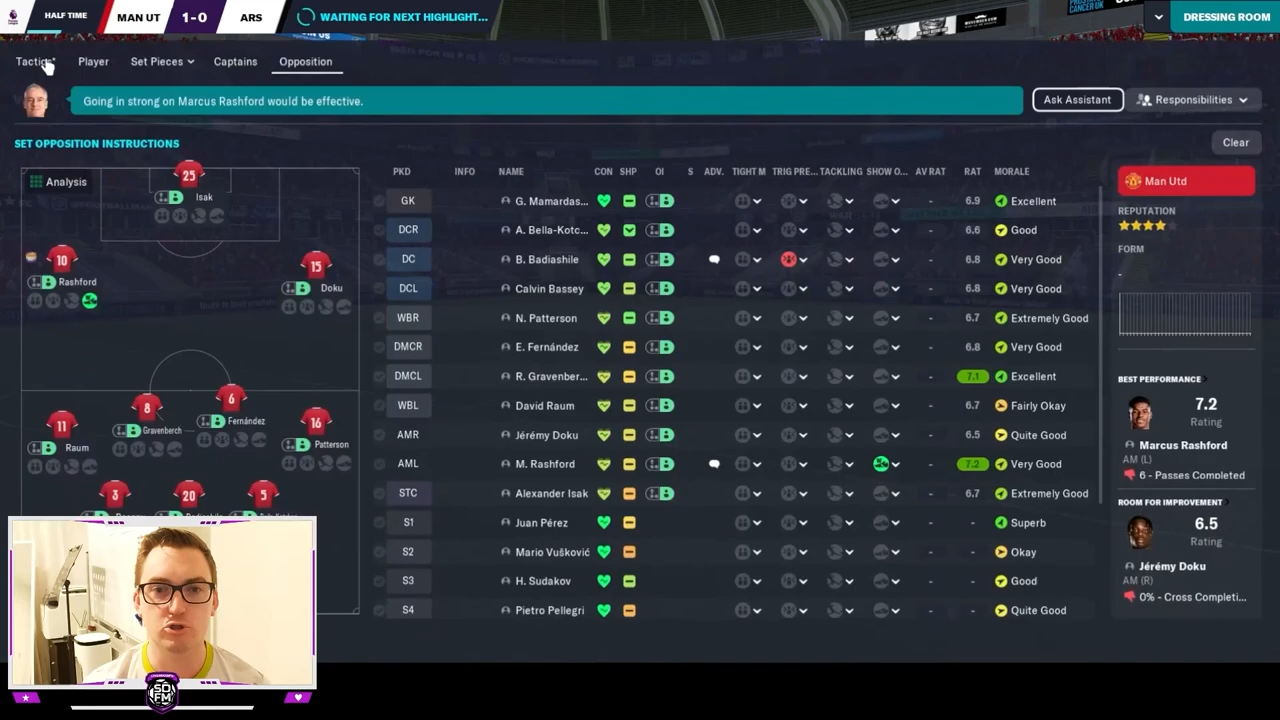 HALF TIME MAN UT 1-0 ARS WAITING FOR NEXT HIGHLIGHT... DRESSING ROOM
Tactics* Player Set Pieces Captains Opposition
Going in strong on Marcus Rashford would be effective. Ask Assistant Responsibilities
SET OPPOSITION INSTRUCTIONS Clear
Analysis
25
Isak
10
Rashford
15
Doku
8
Gravenberch
6
Fernández
11
Raum
16
Patterson
3
20
5
PKD INFO NAME CON SHP OI S ADV. TIGHT M TRIG PRE... TACKLING SHOW O... AV RAT RAT MORALE
GK G. Mamardas... - 6.9 Excellent
DCR A. Bella-Kotc... - 6.6 Good
DC B. Badiashile - 6.8 Very Good
DCL Calvin Bassey - 6.8 Very Good
WBR N. Patterson - 6.7 Extremely Good
DMCR E. Fernández - 6.8 Very Good
DMCL R. Gravenber... - 7.1 Excellent
WBL David Raum - 6.7 Fairly Okay
AMR Jérémy Doku - 6.5 Quite Good
AML M. Rashford - 7.2 Very Good
STC Alexander Isak - 6.7 Extremely Good
S1 Juan Pérez - - Superb
S2 Mario Vušković - - Okay
S3 H. Sudakov - - Good
S4 Pietro Pellegri - - Quite Good
Man Utd
REPUTATION
FORM
-
BEST PERFORMANCE
7.2
Rating
Marcus Rashford
AM (L)
6 - Passes Completed
ROOM FOR IMPROVEMENT
6.5
Rating
Jérémy Doku
AM (R)
0% - Cross Completi...
SD
FM